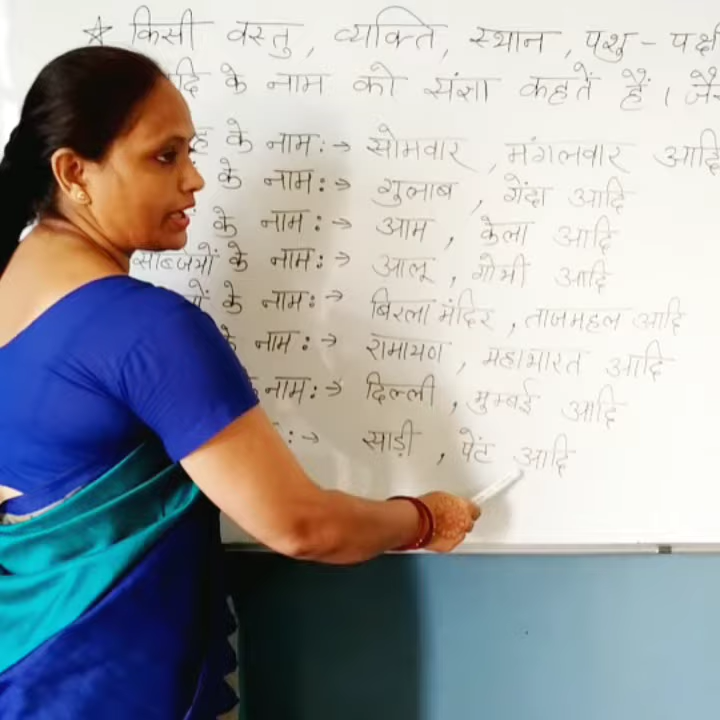 ☆ किसी वस्तु, व्यक्ति, स्थान, पशु - पक्षी
के नाम को संज्ञा कहतें हैं। जैसे
के नाम :→ सोमवार, मंगलवार आदि
के नाम :→ गुलाब, गेंदा आदि
के नाम :→ आम, केला आदि
सब्जियों के नाम :→ आलू, गोभी आदि
के नाम :→ बिरला मंदिर, ताजमहल आदि
के नाम :→ रामायण, महाभारत आदि
के नाम :→ दिल्ली, मुम्बई आदि
:→ साड़ी, पेंट आदि